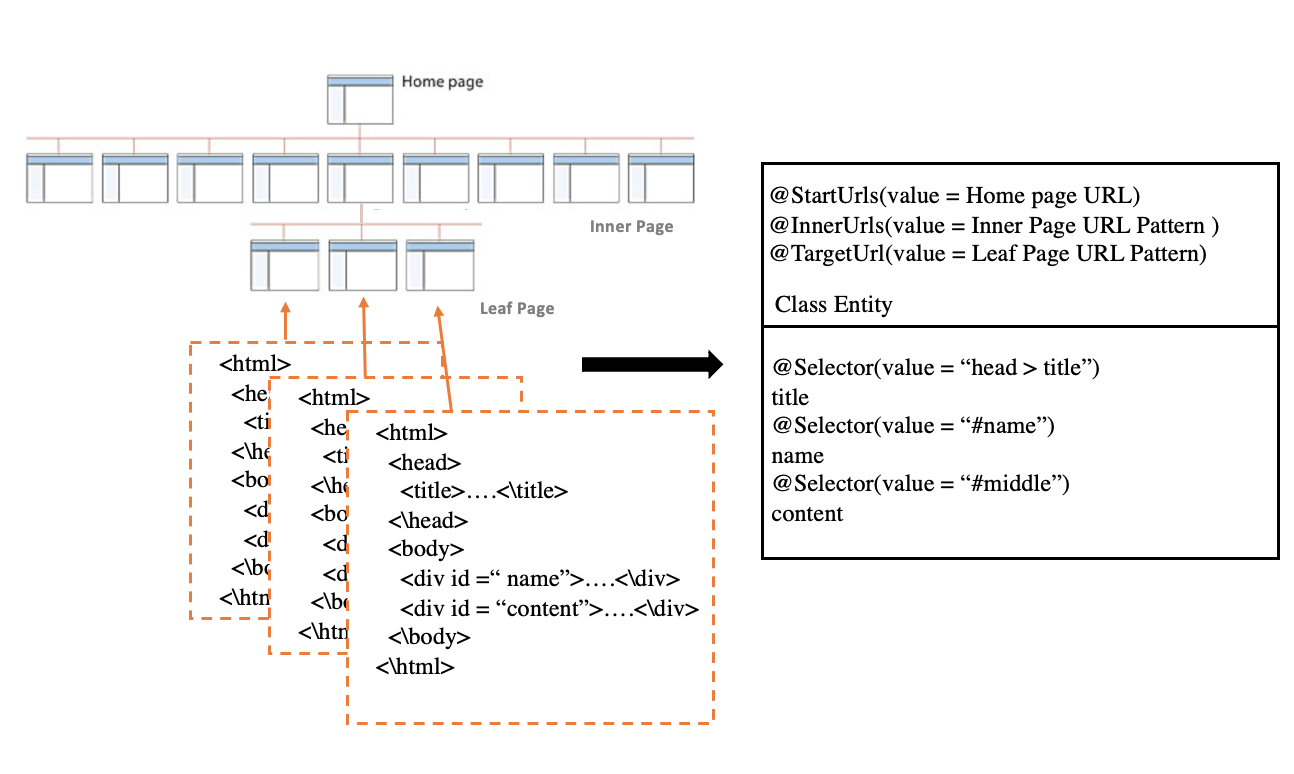 Home page
Inner Page
Leaf Page
<html>
<he
<ti
<\he
<bo
<d
<d
<\bo
<\htn
<html>
<he
<ti
<\he
<bo
<d
<d
<\be
<\htn
<html>
<head>
<title>….<\title>
<\head>
<body>
<div id =“ name”>….<\div>
<div id = “content”>….<\div>
<\body>
<\html>
@StartUrls(value = Home page URL)
@InnerUrls(value = Inner Page URL Pattern )
@TargetUrl(value = Leaf Page URL Pattern)
Class Entity
@Selector(value = “head > title”)
title
@Selector(value = “#name”)
name
@Selector(value = “#middle”)
content